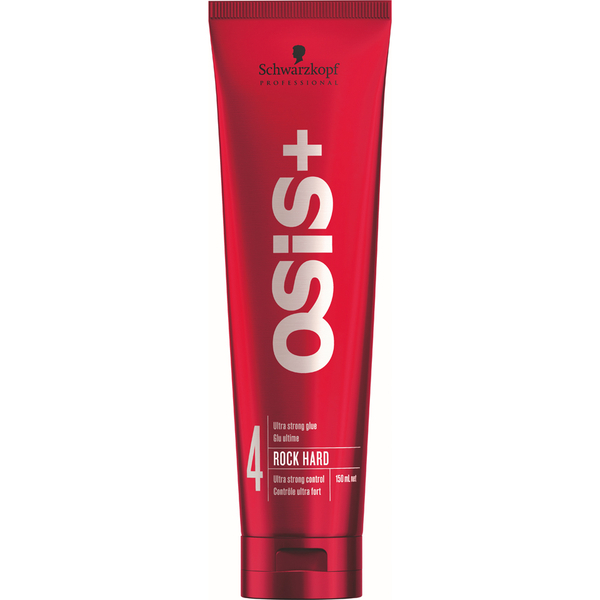 Schwarzkopf
PROFESSIONAL
OSiS+
4
Ultra strong glue
Glu ultime
ROCK HARD
Ultra strong control
Contrôle ultra fort
150 mL net